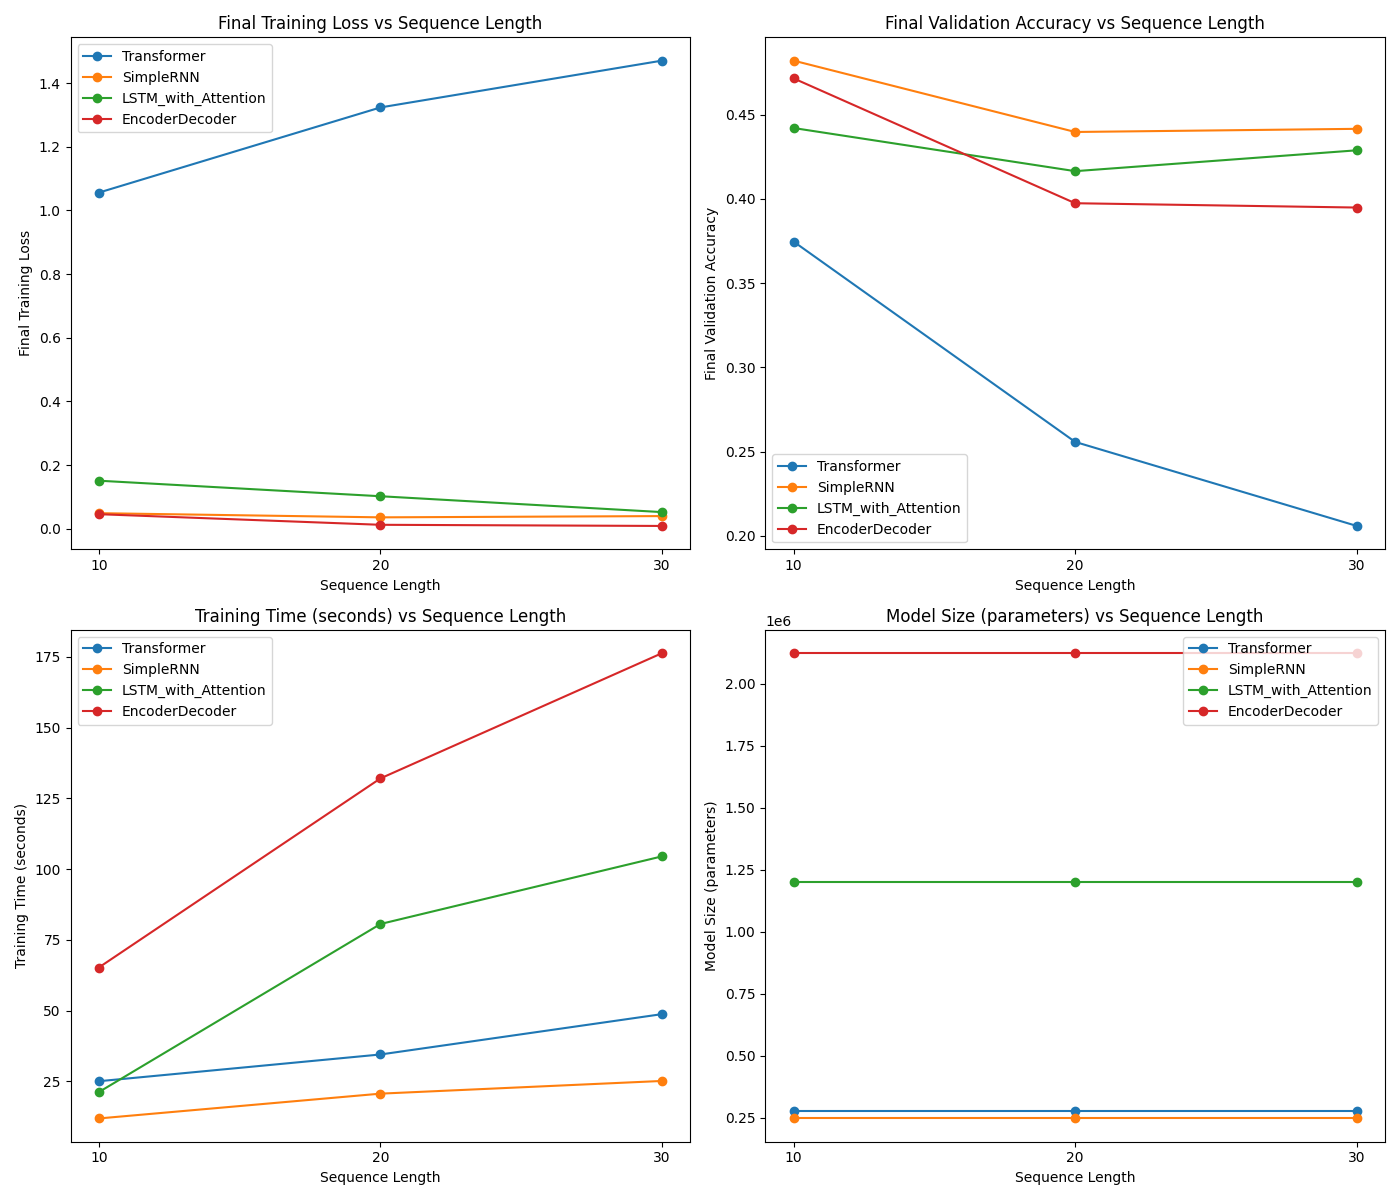 Final Training Loss vs Sequence Length
Transformer
SimpleRNN
LSTM_with_Attention
EncoderDecoder
1.4
1.2
1.0
0.8
0.6
0.4
0.2
0.0
Final Training Loss
10 20 30
Sequence Length
Final Validation Accuracy vs Sequence Length
0.45
0.40
0.35
0.30
0.25
0.20
Final Validation Accuracy
Transformer
SimpleRNN
LSTM_with_Attention
EncoderDecoder
10 20 30
Sequence Length
Training Time (seconds) vs Sequence Length
Transformer
SimpleRNN
LSTM_with_Attention
EncoderDecoder
175
150
125
100
75
50
25
Training Time (seconds)
10 20 30
Sequence Length
Model Size (parameters) vs Sequence Length
1e6
Transformer
SimpleRNN
LSTM_with_Attention
EncoderDecoder
2.00
1.75
1.50
1.25
1.00
0.75
0.50
0.25
Model Size (parameters)
10 20 30
Sequence Length